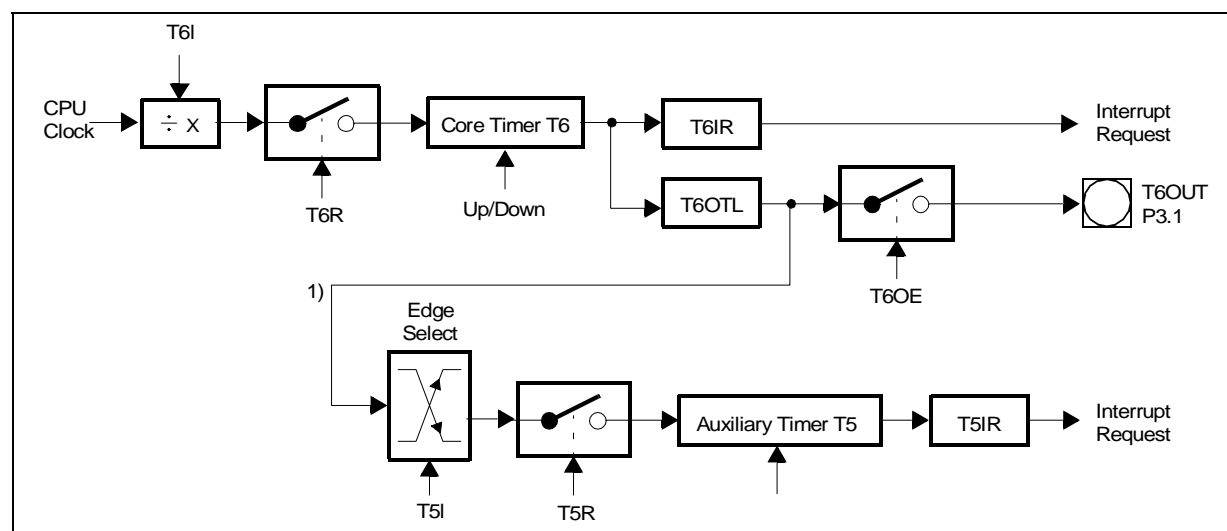 T6I
CPU
Clock
÷ X
T6R
Core Timer T6
Up/Down
T6IR
Interrupt
Request
T6OTL
T6OE
T6OUT
P3.1
1)
Edge
Select
T5I
T5R
Auxiliary Timer T5
T5IR
Interrupt
Request